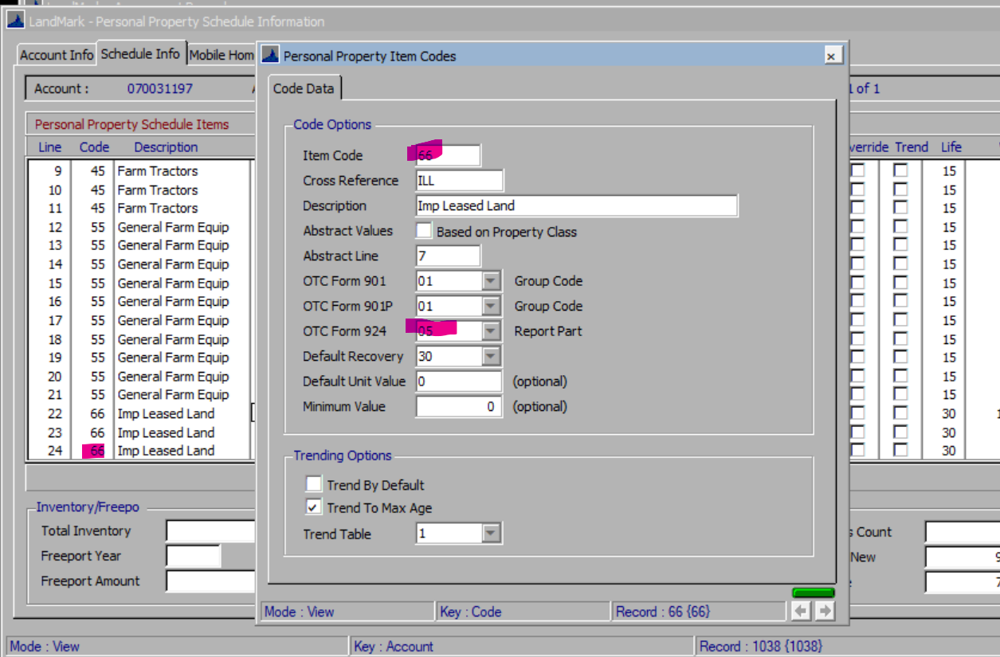 LandMark - Personal Property Schedule Information
Account Info Schedule Info Mobile Hom
Account : 070031197
1 of 1
Personal Property Schedule Items
Line Code Description
verride Trend Life
9 45 Farm Tractors 15
10 45 Farm Tractors 15
11 45 Farm Tractors 15
12 55 General Farm Equip 15
13 55 General Farm Equip 15
14 55 General Farm Equip 15
15 55 General Farm Equip 15
16 55 General Farm Equip 15
17 55 General Farm Equip 15
18 55 General Farm Equip 15
19 55 General Farm Equip 15
20 55 General Farm Equip 15
21 55 General Farm Equip 15
22 66 Imp Leased Land 30
23 66 Imp Leased Land 30
24 66 Imp Leased Land 30
Inventory/Freepo
Total Inventory
Freeport Year
Freeport Amount
s Count
New
Mode : View
Key : Account
Record : 1038 {1038}
Personal Property Item Codes
Code Data
Code Options
Item Code 66
Cross Reference ILL
Description Imp Leased Land
Abstract Values Based on Property Class
Abstract Line 7
OTC Form 901 01 Group Code
OTC Form 901P 01 Group Code
OTC Form 924 05 Report Part
Default Recovery 30
Default Unit Value 0 (optional)
Minimum Value 0 (optional)
Trending Options
Trend By Default
Trend To Max Age
Trend Table 1
Mode : View
Key : Code
Record : 66 {66}